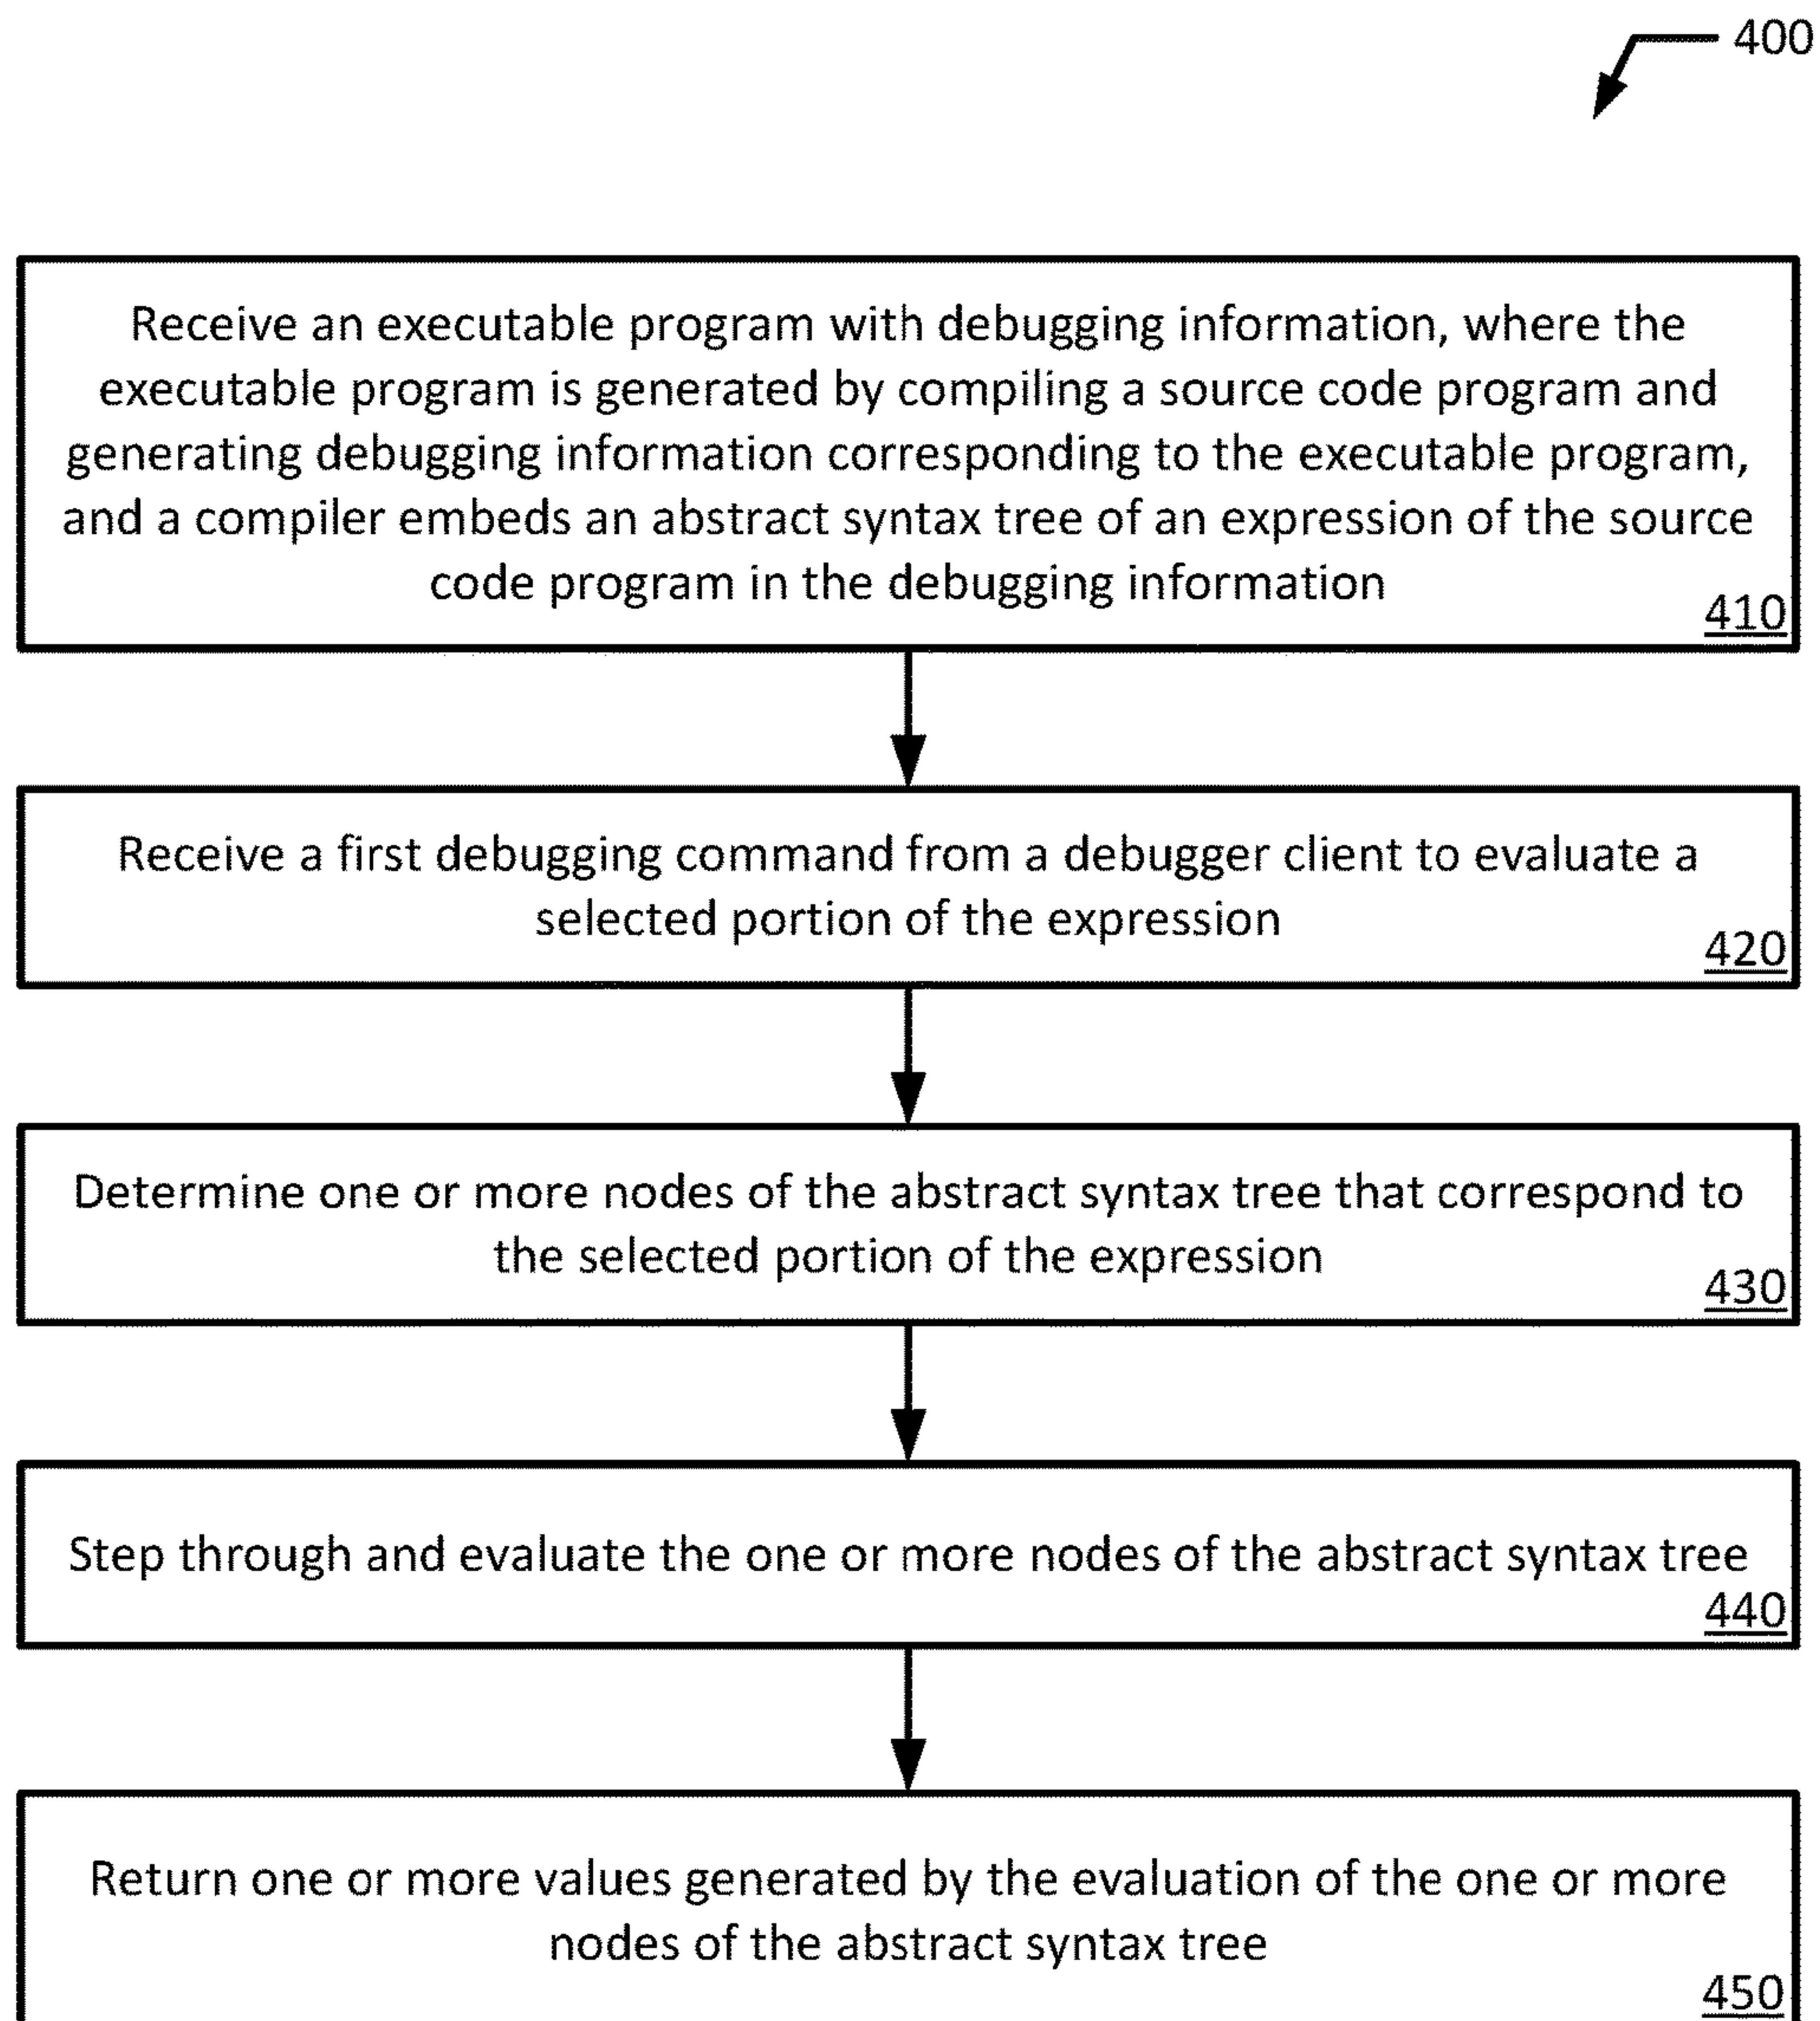 400
Receive an executable program with debugging information, where the
executable program is generated by compiling a source code program and
generating debugging information corresponding to the executable program,
and a compiler embeds an abstract syntax tree of an expression of the source
code program in the debugging information
410
Receive a first debugging command from a debugger client to evaluate a
selected portion of the expression
420
Determine one or more nodes of the abstract syntax tree that correspond to
the selected portion of the expression
430
Step through and evaluate the one or more nodes of the abstract syntax tree
440
Return one or more values generated by the evaluation of the one or more
nodes of the abstract syntax tree
450